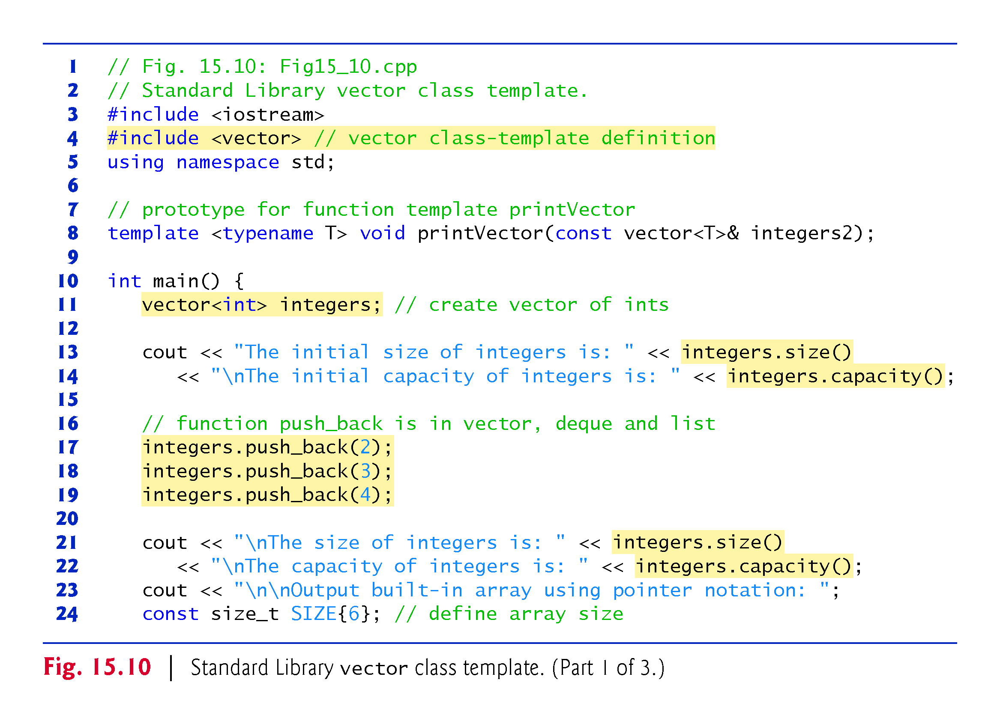 1 // Fig. 15.10: Fig15_10.cpp
2 // Standard Library vector class template.
3 #include <iostream>
4 #include <vector> // vector class-template definition
5 using namespace std;
6
7 // prototype for function template printVector
8 template <typename T> void printVector(const vector<T>& integers2);
9
10 int main() {
11    vector<int> integers; // create vector of ints
12
13    cout << "The initial size of integers is: " << integers.size()
14       << "\nThe initial capacity of integers is: " << integers.capacity();
15
16    // function push_back is in vector, deque and list
17    integers.push_back(2);
18    integers.push_back(3);
19    integers.push_back(4);
20
21    cout << "\nThe size of integers is: " << integers.size()
22       << "\nThe capacity of integers is: " << integers.capacity();
23    cout << "\n\nOutput built-in array using pointer notation: ";
24    const size_t SIZE{6}; // define array size
Fig. 15.10 | Standard Library vector class template. (Part 1 of 3.)